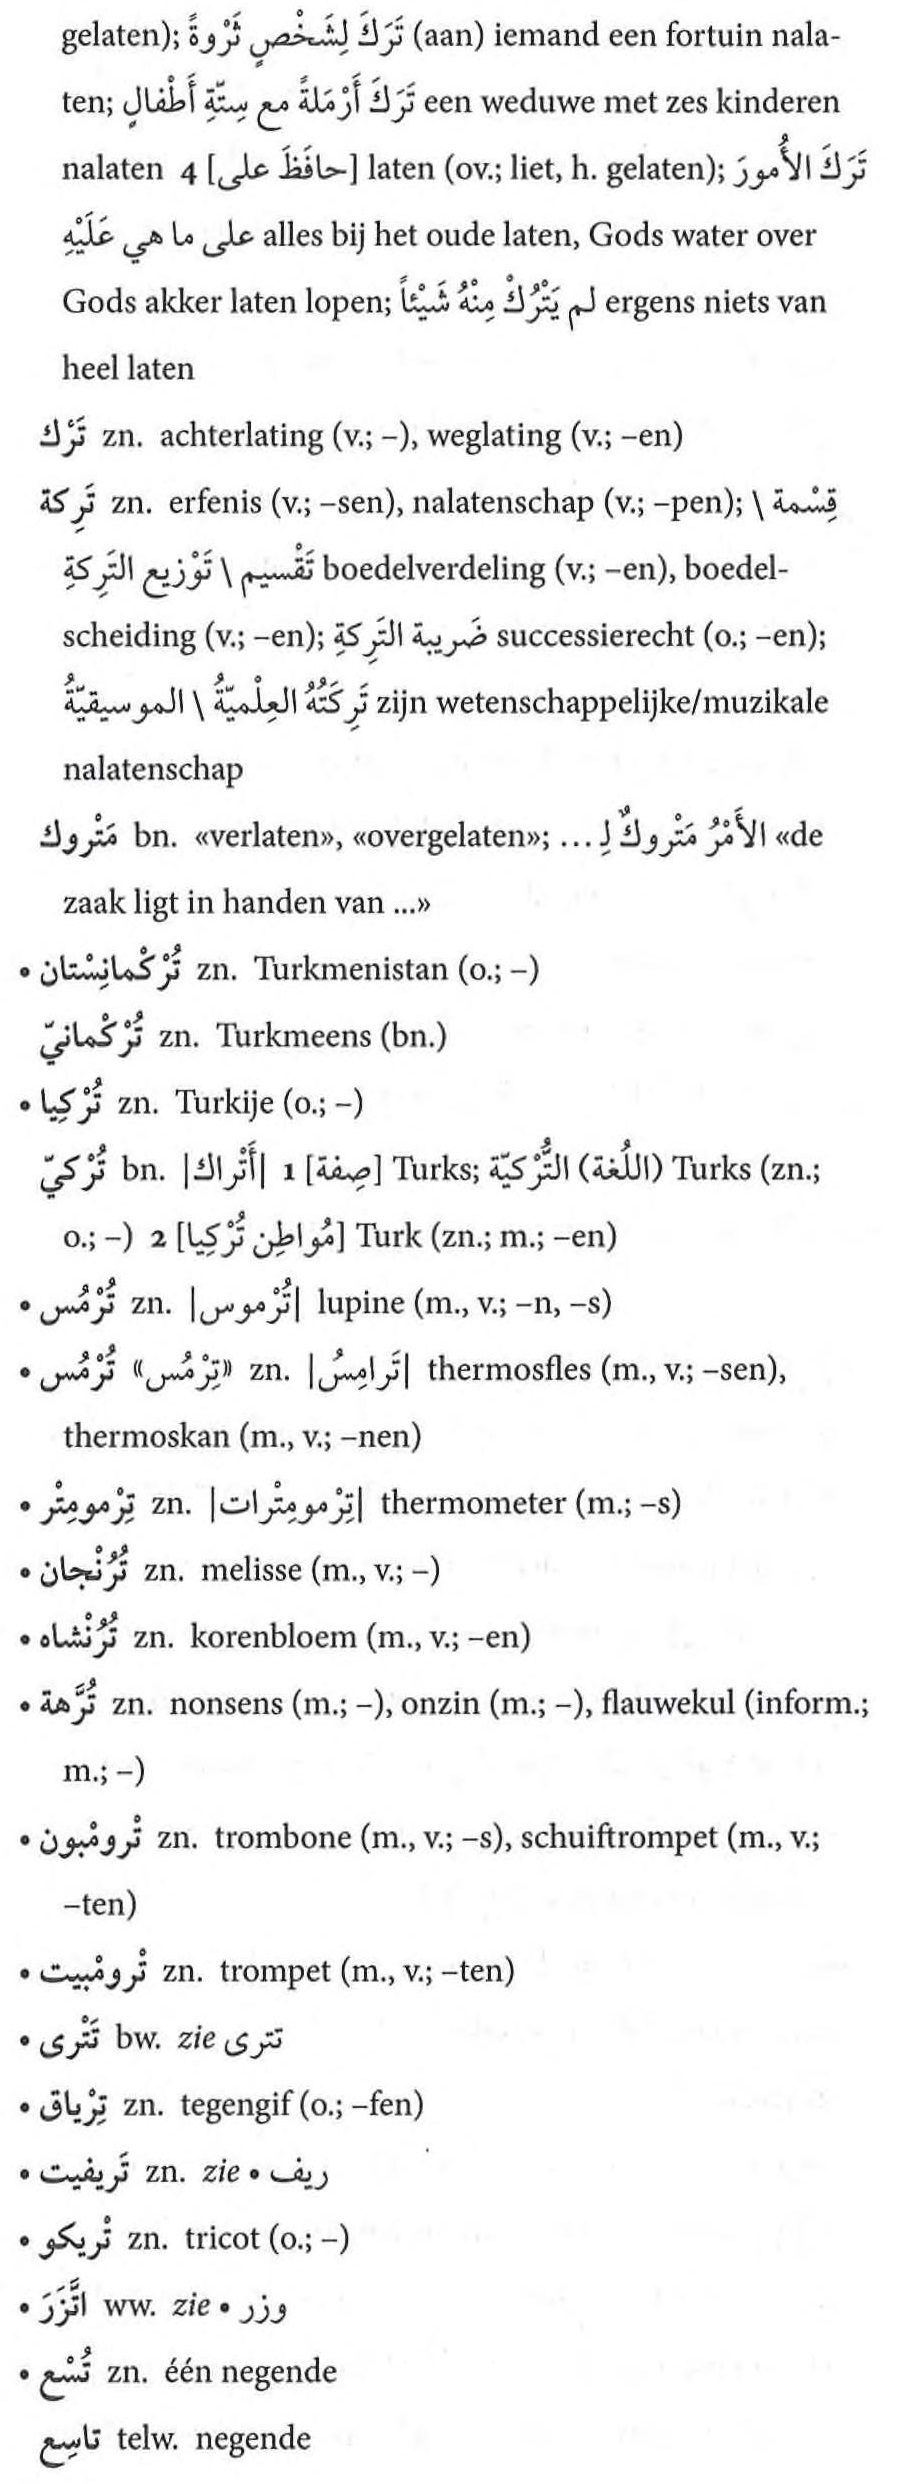 gelaten); تَرَكَ لِشَخْصٍ ثَرْوةً (aan) iemand een fortuin nala-
ten; تَرَكَ أَرْمَلةً مع سِتّةِ أَطْفالٍ een weduwe met zes kinderen
nalaten 4 [حافَظَ على] laten (ov.; liet, h. gelaten); تَرَكَ الأُمورَ
على ما هي عَلَيْهِ alles bij het oude laten, Gods water over
Gods akker laten lopen; لم يَتْرُكْ مِنْهُ شَيْئاً ergens niets van
heel laten
تَرْك zn. achterlating (v.; –), weglating (v.; –en)
تَرِكة zn. erfenis (v.; –sen), nalatenschap (v.; –pen); قِسْمة \
تَقْسيم \ تَوْزيع التَرِكةِ boedelverdeling (v.; –en), boedel-
scheiding (v.; –en); ضَريبة التَرِكةِ successierecht (o.; –en);
تَرِكَتُهُ العِلْميّةُ \ الموسيقيّةُ zijn wetenschappelijke/muzikale
nalatenschap
مَتْروك bn. «verlaten», «overgelaten»; الأَمْرُ مَتْروكٌ لِ... «de
zaak ligt in handen van ...»
• تُرْكْمانِسْتان zn. Turkmenistan (o.; –)
تُرْكْمانيّ zn. Turkmeens (bn.)
• تُرْكِيا zn. Turkije (o.; –)
تُرْكيّ bn. |أَتْراك| 1 [صِفة] Turks; (اللُغة) التُّرْكيّة Turks (zn.;
o.; –) 2 [مُواطِن تُرْكِيا] Turk (zn.; m.; –en)
• تُرْمُس zn. |تُرْموس| lupine (m., v.; –n, –s)
• تُرْمُس «تِرْمُس» zn. |تَرامِسُ| thermosfles (m., v.; –sen),
thermoskan (m., v.; –nen)
• تِرْمومِتْر zn. |تِرْمومِتْرات| thermometer (m.; –s)
• تُرُنْجان zn. melisse (m., v.; –)
• تُرُنْشاه zn. korenbloem (m., v.; –en)
• تُرَّهة zn. nonsens (m.; –), onzin (m.; –), flauwekul (inform.;
m.; –)
• تْرومْبون zn. trombone (m., v.; –s), schuiftrompet (m., v.;
–ten)
• تْرومْبيت zn. trompet (m., v.; –ten)
• تَتْرى bw. zie تترى
• تِرْياق zn. tegengif (o.; –fen)
• تَريفيت zn. zie • ريف
• تْريكو zn. tricot (o.; –)
• اتَّزَرَ ww. zie • وزر
• تُسْع zn. één negende
تاسِع telw. negende